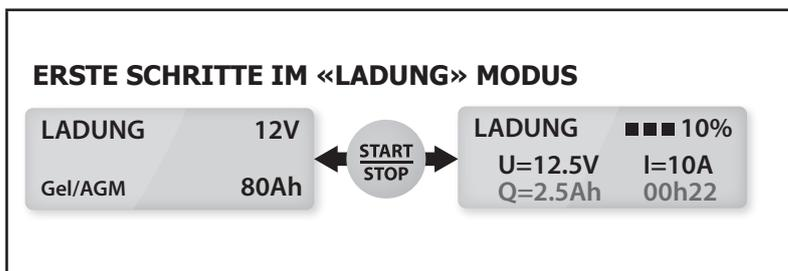 ERSTE SCHRITTE IM «LADUNG» MODUS
LADUNG 12V
Gel/AGM 80Ah
START
STOP
LADUNG ■■■ 10%
U=12.5V I=10A
Q=2.5Ah 00h22